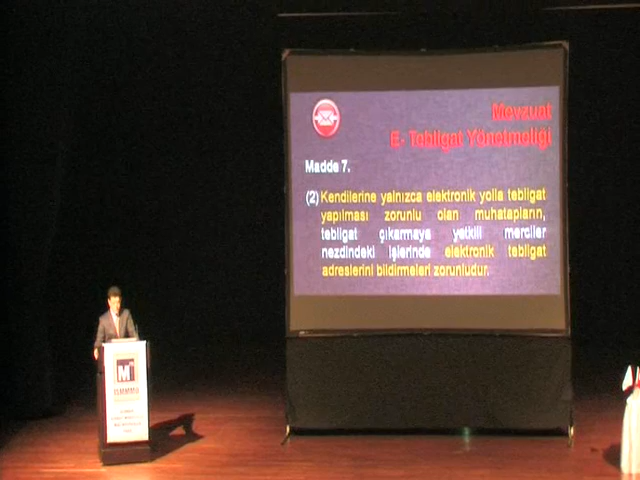 Mevzuat
E- Tebligat Yönetmeliği
Madde 7.
(2) Kendilerine yalnızca elektronik yolla tebligat
yapılması zorunlu olan muhatapların,
tebligat çıkarmaya yetkili merciler
nezdindeki işlerinde elektronik tebligat
adreslerini bildirmeleri zorunludur.
M